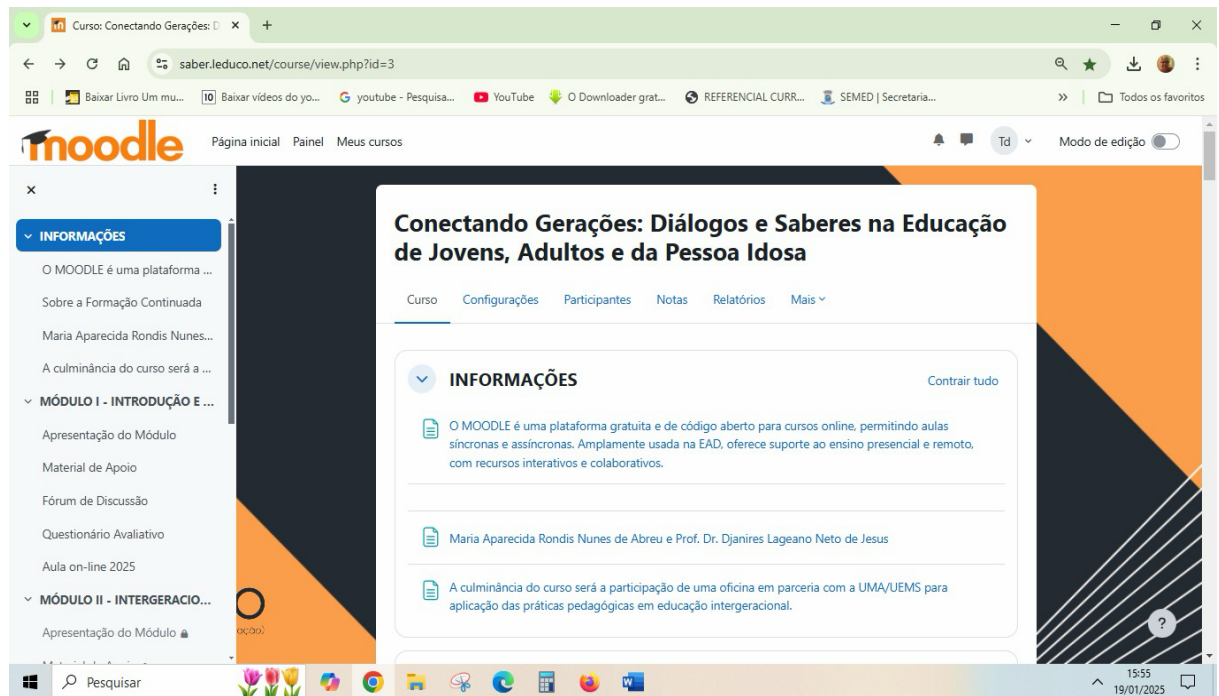 Curso: Conectando Gerações: D
saber.leduco.net/course/view.php?id=3
Baixar Livro Um mu...
Baixar vídeos do yo...
youtube - Pesquisa...
YouTube
O Downloader grat...
REFERENCIAL CURR...
SEMED | Secretaria...
Todos os favoritos
moodle
Página inicial
Painel
Meus cursos
Td
Modo de edição
INFORMAÇÕES
O MOODLE é uma plataforma ...
Sobre a Formação Continuada
Maria Aparecida Rondis Nunes...
A culminância do curso será a ...
MÓDULO I - INTRODUÇÃO E ...
Apresentação do Módulo
Material de Apoio
Fórum de Discussão
Questionário Avaliativo
Aula on-line 2025
MÓDULO II - INTERGERACIO...
Apresentação do Módulo
Conectando Gerações: Diálogos e Saberes na Educação
de Jovens, Adultos e da Pessoa Idosa
Curso
Configurações
Participantes
Notas
Relatórios
Mais
INFORMAÇÕES
Contrair tudo
O MOODLE é uma plataforma gratuita e de código aberto para cursos online, permitindo aulas
síncronas e assíncronas. Amplamente usada na EAD, oferece suporte ao ensino presencial e remoto,
com recursos interativos e colaborativos.
Maria Aparecida Rondis Nunes de Abreu e Prof. Dr. Djanires Lageano Neto de Jesus
A culminância do curso será a participação de uma oficina em parceria com a UMA/UEMS para
aplicação das práticas pedagógicas em educação intergeracional.
?
Pesquisar
15:55
19/01/2025